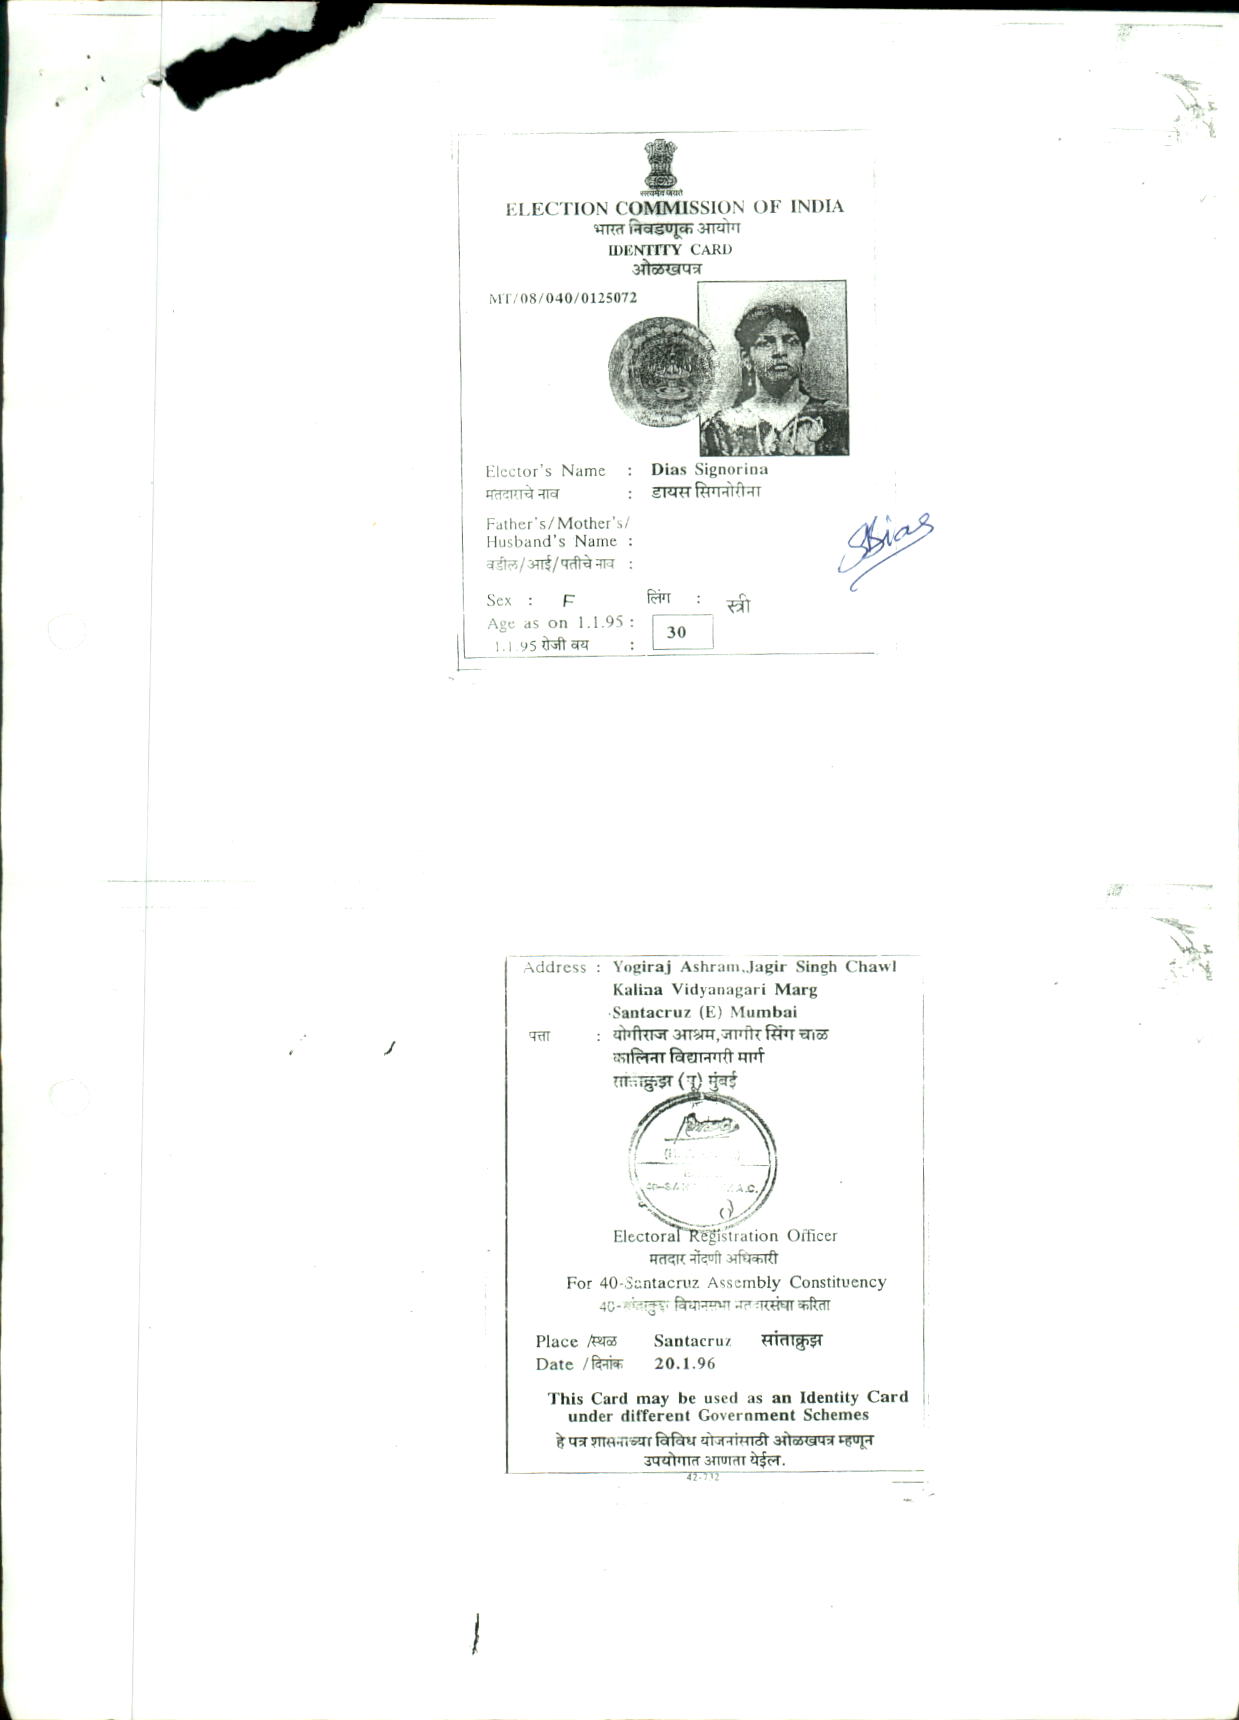 सत्यमेव जयते
ELECTION COMMISSION OF INDIA
भारत निवडणूक आयोग
IDENTITY CARD
ओळखपत्र
MT/08/040/0125072
Elector's Name : Dias Signorina
मतदाराचे नाव : डायस सिगनोरीना
Father's/Mother's/
Husband's Name :
वडील/आई/पतीचे नाव :
SDias
Sex : F लिंग : स्त्री
Age as on 1.1.95 : 30
1.1.95 रोजी वय :
Address : Yogiraj Ashram,Jagir Singh Chawl
Kalina Vidyanagari Marg
Santacruz (E) Mumbai
पत्ता : योगीराज आश्रम,जागीर सिंग चाळ
कालिना विद्यानगरी मार्ग
सांताक्रुझ (पू) मुंबई
Electoral Registration Officer
मतदार नोंदणी अधिकारी
For 40-Santacruz Assembly Constituency
40-सांताक्रुझ विधानसभा मतदारसंघा करिता
Place /स्थळ Santacruz सांताक्रुझ
Date /दिनांक 20.1.96
This Card may be used as an Identity Card
under different Government Schemes
हे पत्र शासनाच्या विविध योजनांसाठी ओळखपत्र म्हणून
उपयोगात आणता येईल.